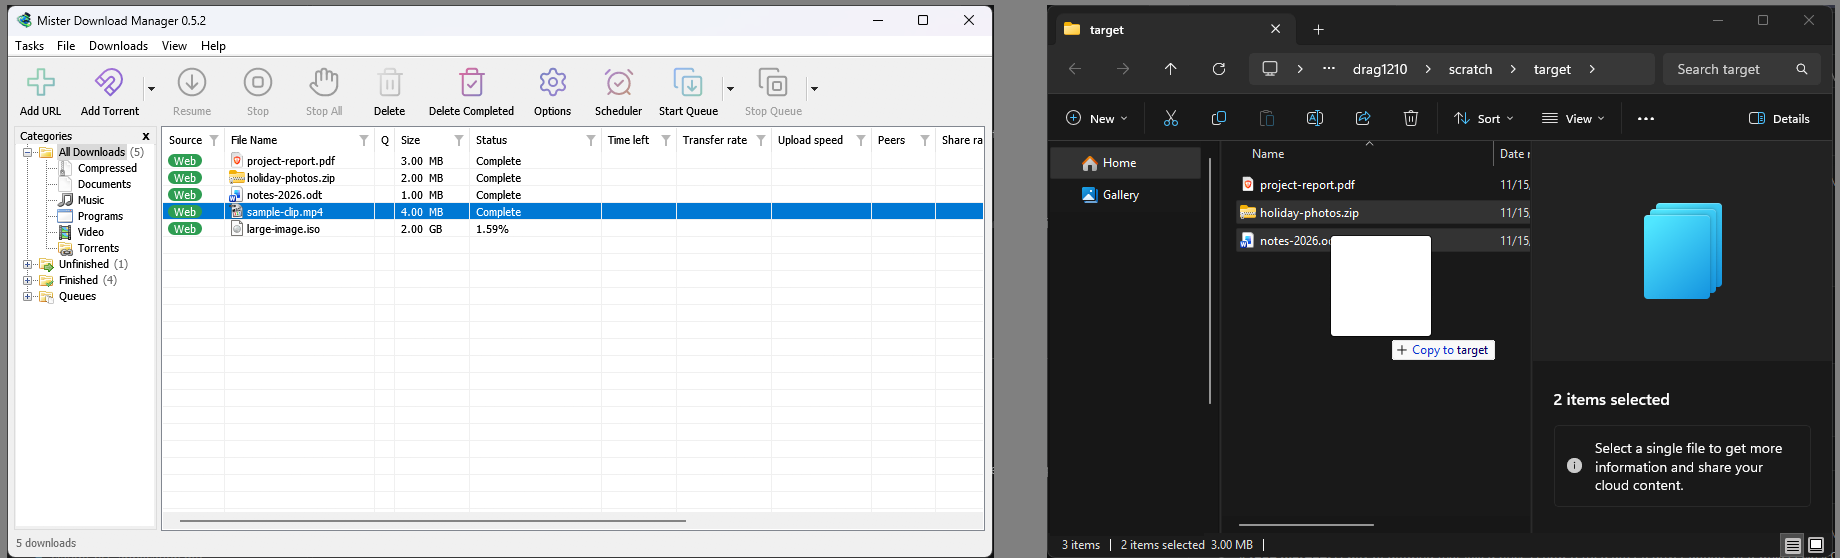 Mister Download Manager 0.5.2
Tasks File Downloads View Help
Add URL Add Torrent Resume Stop Stop All Delete Delete Completed Options Scheduler Start Queue Stop Queue
Categories x
All Downloads (5)
Compressed
Documents
Music
Programs
Video
Torrents
Unfinished (1)
Finished (4)
Queues
Source File Name Q Size Status Time left Transfer rate Upload speed Peers Share ra
Web project-report.pdf 3.00 MB Complete
Web holiday-photos.zip 2.00 MB Complete
Web notes-2026.odt 1.00 MB Complete
Web sample-clip.mp4 4.00 MB Complete
Web large-image.iso 2.00 GB 1.59%
5 downloads
target
drag1210 scratch target
Search target
New Sort View Details
Home
Gallery
Name Date r
project-report.pdf 11/15,
holiday-photos.zip 11/15,
notes-2026.od 11/15,
+ Copy to target
2 items selected
Select a single file to get more
information and share your
cloud content.
3 items 2 items selected 3.00 MB